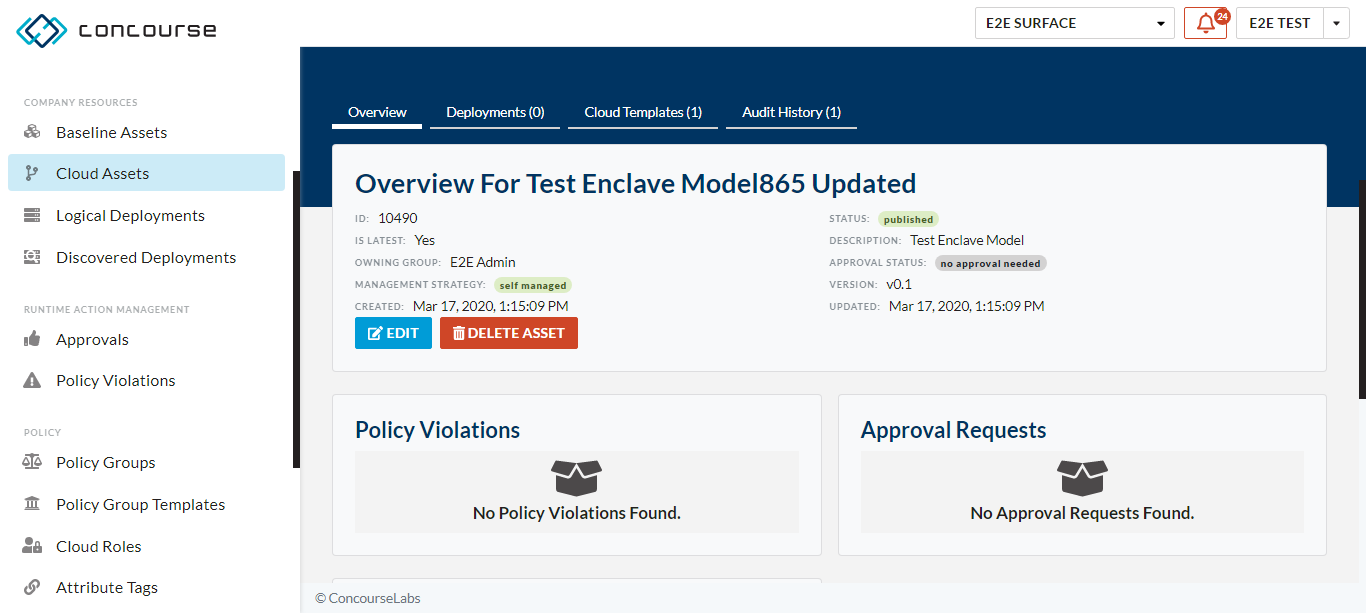 concourse
E2E SURFACE
24
E2E TEST
COMPANY RESOURCES
Baseline Assets
Cloud Assets
Logical Deployments
Discovered Deployments
RUNTIME ACTION MANAGEMENT
Approvals
Policy Violations
POLICY
Policy Groups
Policy Group Templates
Cloud Roles
Attribute Tags
Overview
Deployments (0)
Cloud Templates (1)
Audit History (1)
Overview For Test Enclave Model865 Updated
ID: 10490
IS LATEST: Yes
OWNING GROUP: E2E Admin
MANAGEMENT STRATEGY: self managed
CREATED: Mar 17, 2020, 1:15:09 PM
STATUS: published
DESCRIPTION: Test Enclave Model
APPROVAL STATUS: no approval needed
VERSION: v0.1
UPDATED: Mar 17, 2020, 1:15:09 PM
EDIT
DELETE ASSET
Policy Violations
No Policy Violations Found.
Approval Requests
No Approval Requests Found.
© ConcourseLabs